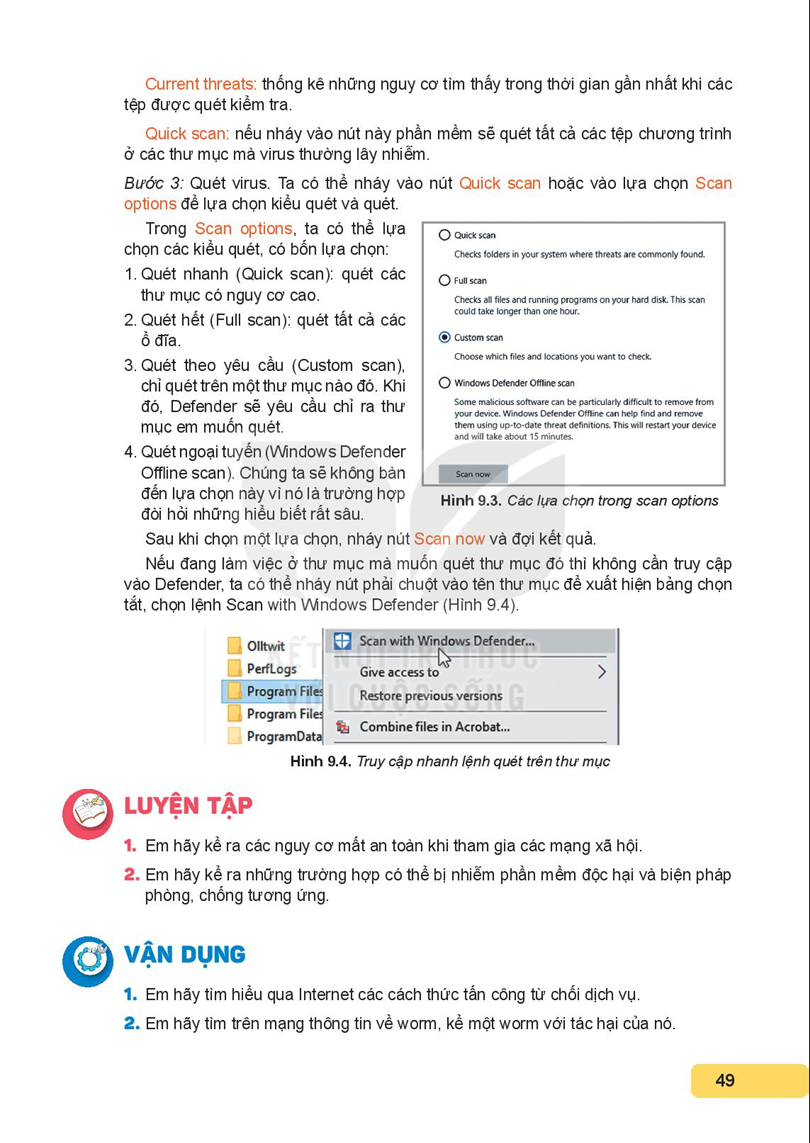 Current threats: thống kê những nguy cơ tìm thấy trong thời gian gần nhất khi các
tệp được quét kiểm tra.
Quick scan: nếu nháy vào nút này phần mềm sẽ quét tất cả các tệp chương trình
ở các thư mục mà virus thường lây nhiễm.
Bước 3: Quét virus. Ta có thể nháy vào nút Quick scan hoặc vào lựa chọn Scan
options để lựa chọn kiểu quét và quét.
Trong Scan options, ta có thể lựa
chọn các kiểu quét, có bốn lựa chọn:
1. Quét nhanh (Quick scan): quét các
thư mục có nguy cơ cao.
2. Quét hết (Full scan): quét tất cả các
ổ đĩa.
3. Quét theo yêu cầu (Custom scan),
chỉ quét trên một thư mục nào đó. Khi
đó, Defender sẽ yêu cầu chỉ ra thư
mục em muốn quét.
4. Quét ngoại tuyến (Windows Defender
Offline scan). Chúng ta sẽ không bàn
đến lựa chọn này vì nó là trường hợp
đòi hỏi những hiểu biết rất sâu.
Quick scan
Checks folders in your system where threats are commonly found.
Full scan
Checks all files and running programs on your hard disk. This scan
could take longer than one hour.
Custom scan
Choose which files and locations you want to check.
Windows Defender Offline scan
Some malicious software can be particularly difficult to remove from
your device. Windows Defender Offline can help find and remove
them using up-to-date threat definitions. This will restart your device
and will take about 15 minutes.
Scan now
Hình 9.3. Các lựa chọn trong scan options
Sau khi chọn một lựa chọn, nháy nút Scan now và đợi kết quả.
Nếu đang làm việc ở thư mục mà muốn quét thư mục đó thì không cần truy cập
vào Defender, ta có thể nháy nút phải chuột vào tên thư mục để xuất hiện bảng chọn
tắt, chọn lệnh Scan with Windows Defender (Hình 9.4).
Olltwit
PerfLogs
Program Files
Program Files
ProgramData
Scan with Windows Defender...
Give access to
Restore previous versions
Combine files in Acrobat...
KẾT NỐI TRI THỨC
VỚI CUỘC SỐNG
Hình 9.4. Truy cập nhanh lệnh quét trên thư mục
LUYỆN TẬP
1. Em hãy kể ra các nguy cơ mất an toàn khi tham gia các mạng xã hội.
2. Em hãy kể ra những trường hợp có thể bị nhiễm phần mềm độc hại và biện pháp
phòng, chống tương ứng.
VẬN DỤNG
1. Em hãy tìm hiểu qua Internet các cách thức tấn công từ chối dịch vụ.
2. Em hãy tìm trên mạng thông tin về worm, kể một worm với tác hại của nó.
49